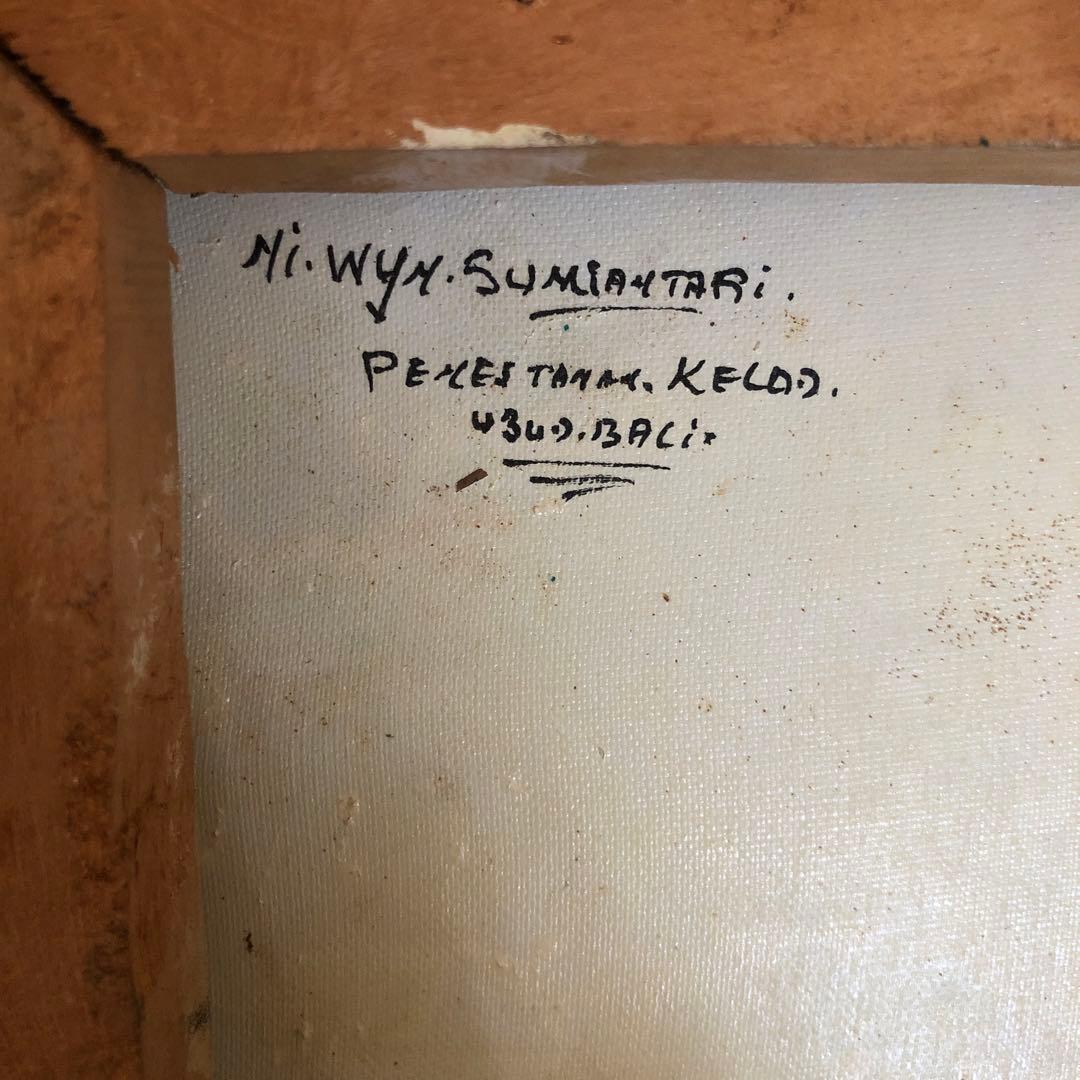 Ni. WYN. SUMIANTARi.
PENESTANAN. KELOD.
UBUD. BALi.